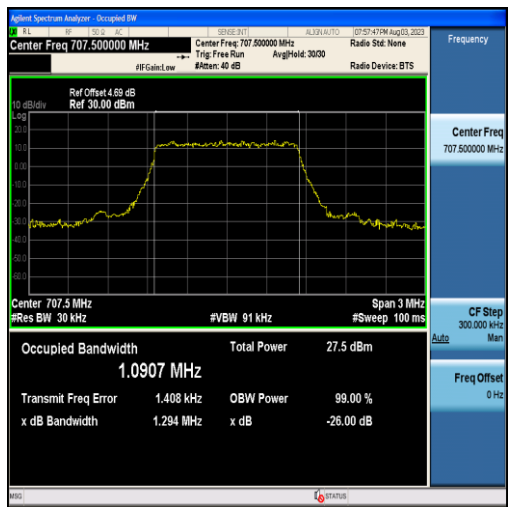 Agilent Spectrum Analyzer - Occupied BW
RL RF 50 Ω AC SENSE:INT ALIGN AUTO 07:57:47 PM Aug 03, 2023
Center Freq 707.500000 MHz
Center Freq: 707.500000 MHz
Radio Std: None
Trig: Free Run
Avg|Hold: 30/30
#IFGain:Low
#Atten: 40 dB
Radio Device: BTS
Frequency
Ref Offset 4.69 dB
10 dB/div
Ref 30.00 dBm
Log
20.0
10.0
0.00
-10.0
-20.0
-30.0
-40.0
-50.0
-60.0
Center Freq
707.500000 MHz
Center 707.5 MHz
Span 3 MHz
#Res BW 30 kHz
#VBW 91 kHz
#Sweep 100 ms
CF Step
300.000 kHz
Auto Man
Occupied Bandwidth
Total Power
27.5 dBm
1.0907 MHz
Freq Offset
0 Hz
Transmit Freq Error
1.408 kHz
OBW Power
99.00 %
x dB Bandwidth
1.294 MHz
x dB
-26.00 dB
MSG
STATUS